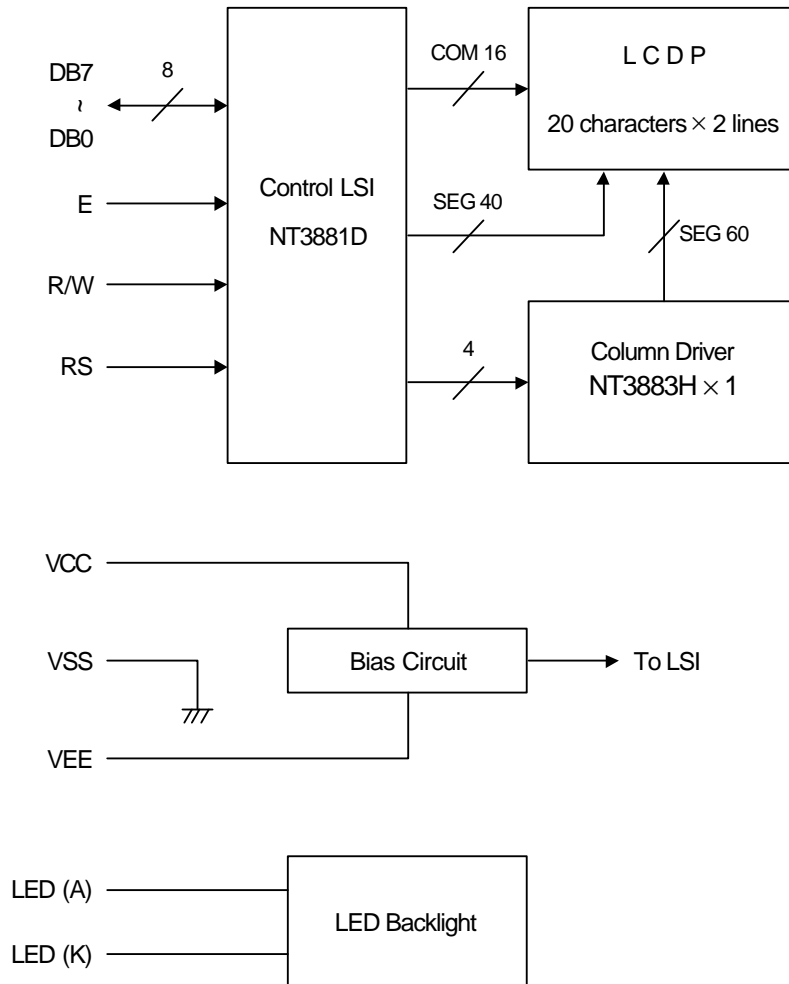 COM 16
L C D P
DB7
8
~
DB0
20 characters × 2 lines
Control LSI
NT3881D
E
SEG 40
SEG 60
R/W
RS
4
Column Driver
NT3883H × 1
VCC
VSS
Bias Circuit
To LSI
VEE
LED (A)
LED Backlight
LED (K)